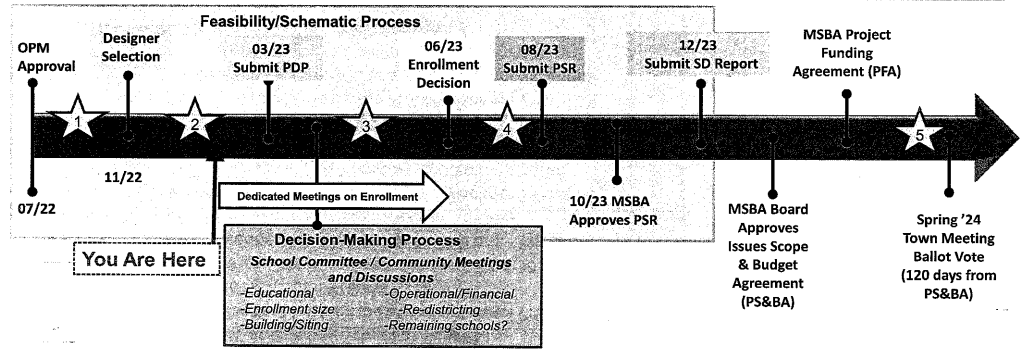 Feasibility/Schematic Process
OPM
Approval
Designer
Selection
03/23
Submit PDP
06/23
Enrollment
Decision
08/23
Submit PSR
12/23
Submit SD Report
MSBA Project
Funding
Agreement (PFA)
1
2
3
4
5
07/22
11/22
Dedicated Meetings on Enrollment
10/23 MSBA
Approves PSR
MSBA Board
Approves
Issues Scope
& Budget
Agreement
(PS&BA)
Spring '24
Town Meeting
Ballot Vote
(120 days from
PS&BA)
You Are Here
Decision-Making Process
School Committee / Community Meetings
and Discussions
-Educational
-Enrollment size
-Building/Siting
-Operational/Financial
-Re-districting
-Remaining schools?